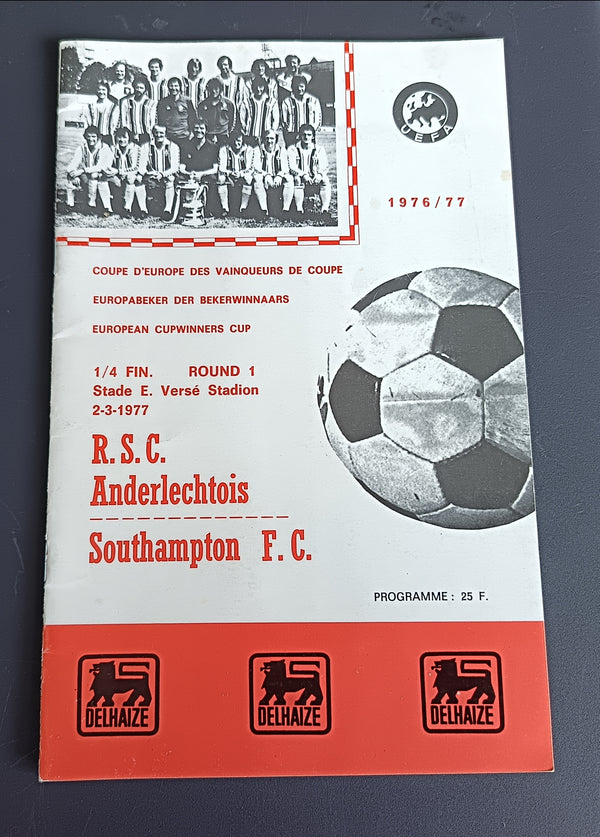 UEFA
1976/77
COUPE D'EUROPE DES VAINQUEURS DE COUPE
EUROPABEKER DER BEKERWINNAARS
EUROPEAN CUPWINNERS CUP
1/4 FIN. ROUND 1
Stade E. Versé Stadion
2-3-1977
R.S.C.
Anderlechtois
Southampton F.C.
PROGRAMME : 25 F.
DELHAIZE DELHAIZE DELHAIZE